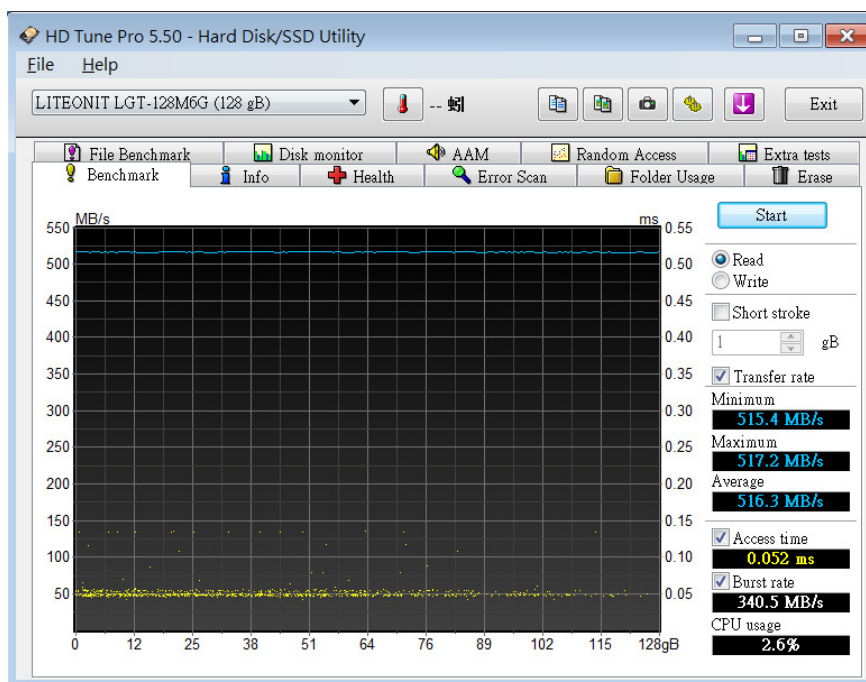 HD Tune Pro 5.50 - Hard Disk/SSD Utility
File Help
LITEONIT LGT-128M6G (128 gB) -- 蚓 Exit
File Benchmark Disk monitor AAM Random Access Extra tests
Benchmark Info Health Error Scan Folder Usage Erase
MB/s ms
550 0.55
500 0.50
450 0.45
400 0.40
350 0.35
300 0.30
250 0.25
200 0.20
150 0.15
100 0.10
50 0.05
0 12 25 38 51 64 76 89 102 115 128gB
Start
Read
Write
Short stroke
1 gB
Transfer rate
Minimum
515.4 MB/s
Maximum
517.2 MB/s
Average
516.3 MB/s
Access time
0.052 ms
Burst rate
340.5 MB/s
CPU usage
2.6%